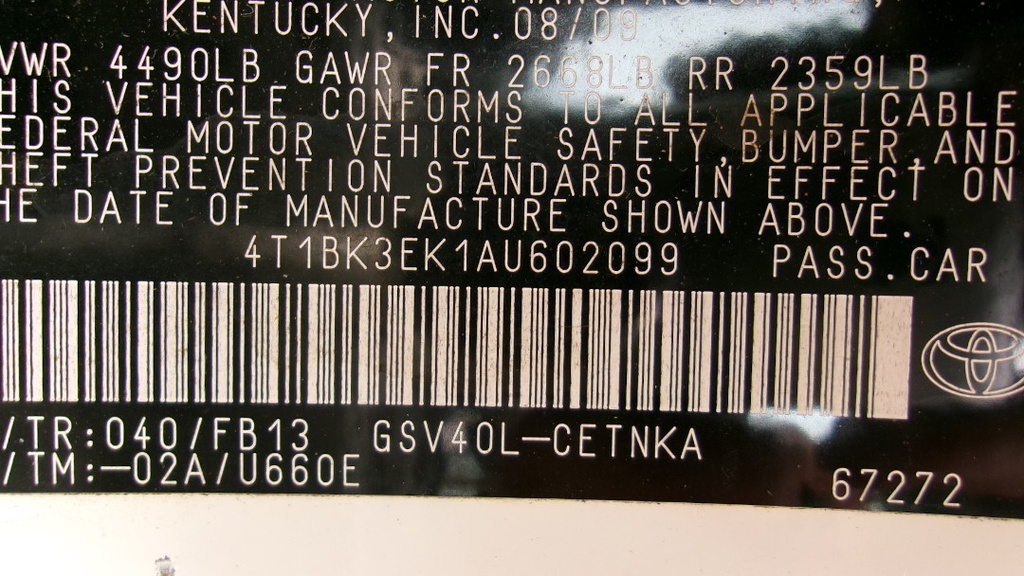 KENTUCKY, INC. 08/09
VWR 4490LB GAWR FR 2668LB RR 2359LB
HIS VEHICLE CONFORMS TO ALL APPLICABLE
EDERAL MOTOR VEHICLE SAFETY, BUMPER, AND
HEFT PREVENTION STANDARDS IN EFFECT ON
HE DATE OF MANUFACTURE SHOWN ABOVE.
4T1BK3EK1AU602099 PASS.CAR
/TR:040/FB13 GSV40L-CETNKA
/TM:-02A/U660E
67272